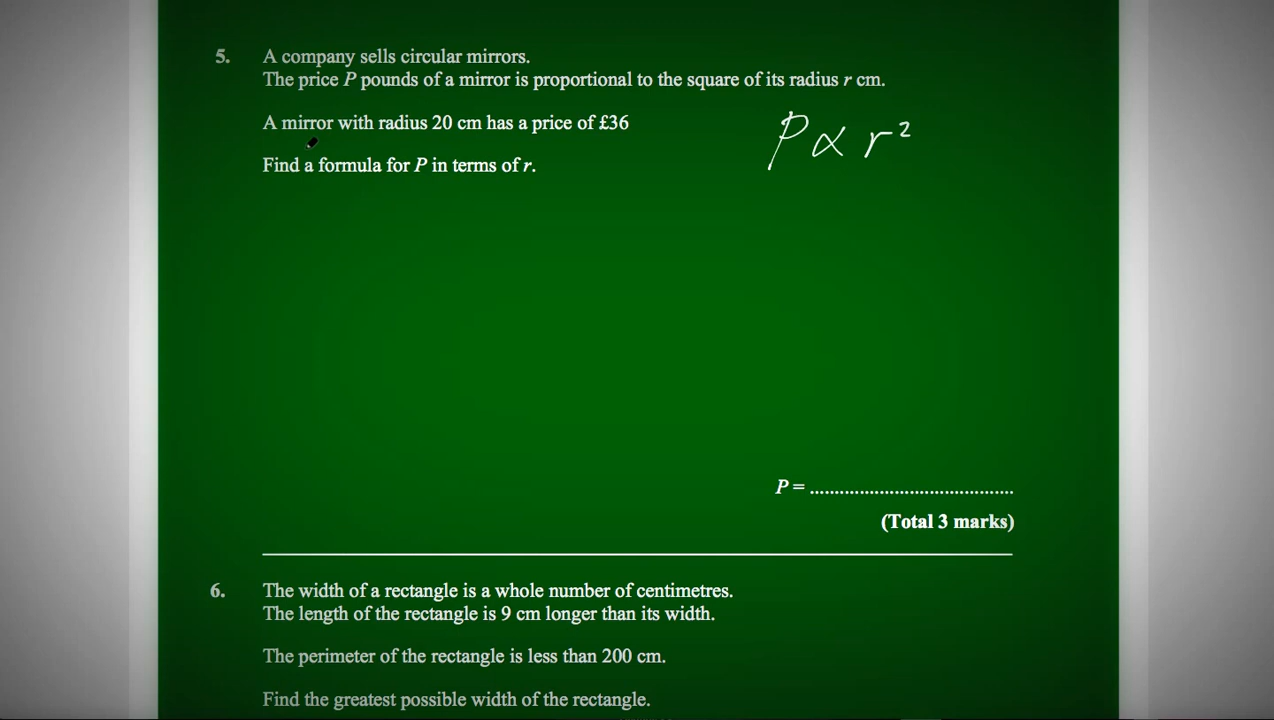 5. A company sells circular mirrors.
The price P pounds of a mirror is proportional to the square of its radius r cm.
A mirror with radius 20 cm has a price of £36
P ∝ r²
Find a formula for P in terms of r.
P = ..........................................
(Total 3 marks)
6. The width of a rectangle is a whole number of centimetres.
The length of the rectangle is 9 cm longer than its width.
The perimeter of the rectangle is less than 200 cm.
Find the greatest possible width of the rectangle.